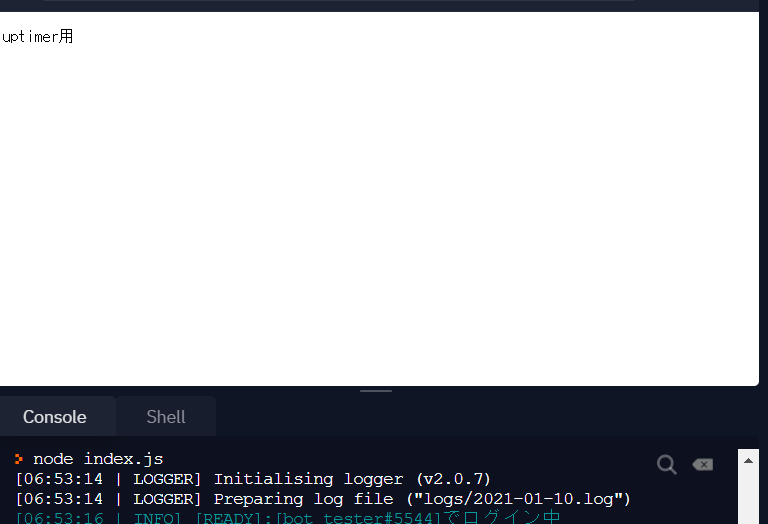 uptimer用
Console
Shell
node index.js
[06:53:14 | LOGGER] Initialising logger (v2.0.7)
[06:53:14 | LOGGER] Preparing log file ("logs/2021-01-10.log")
[06:53:16 | INFO] [READY]:[bot tester#5544]でログイン中